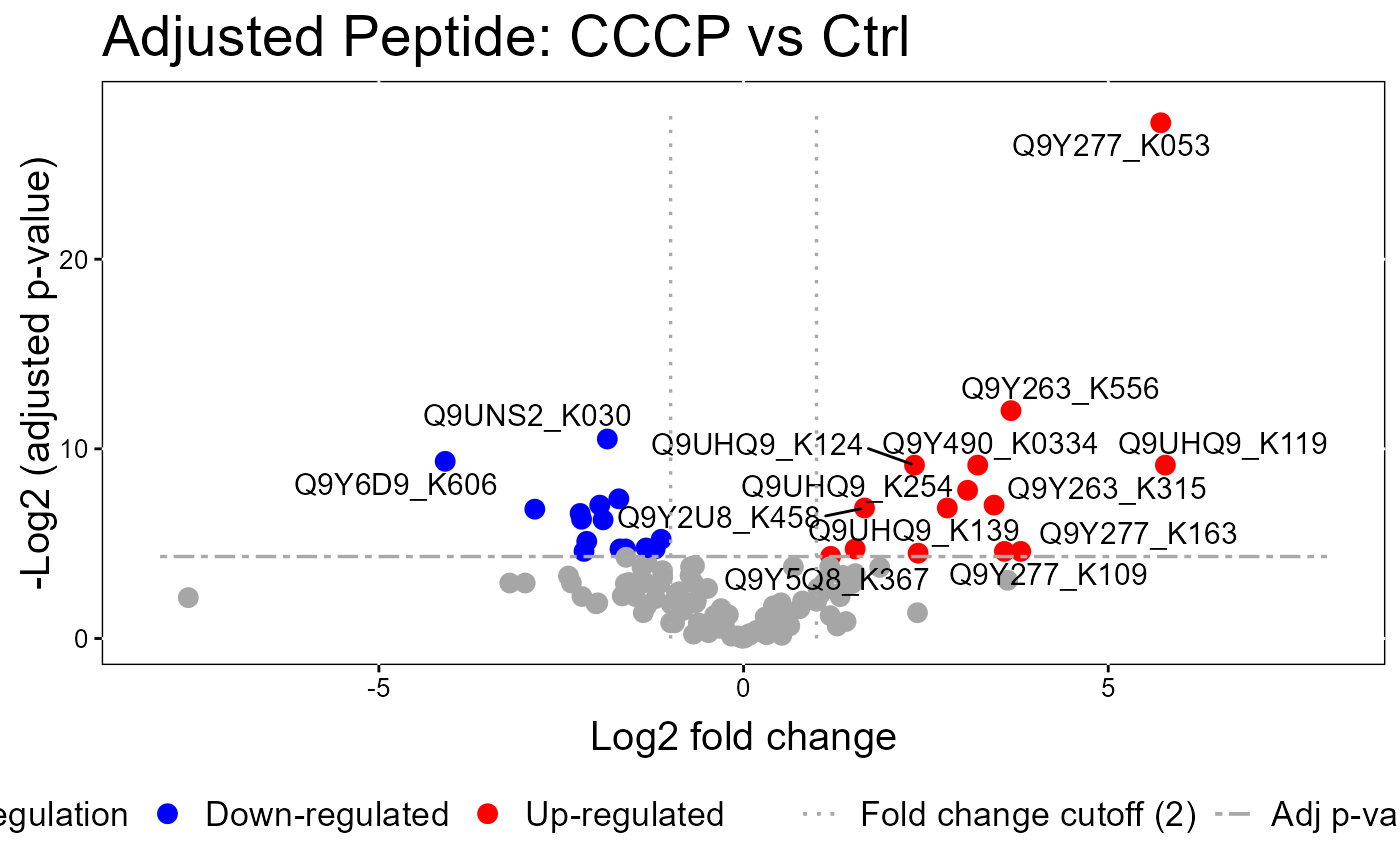 Adjusted Peptide: CCCP vs Ctrl
-Log2 (adjusted p-value)
Q9Y277_K053
20
Q9Y263_K556
Q9UNS2_K030
10
Q9UHQ9_K124
Q9Y490_K0334
Q9UHQ9_K119
Q9Y6D9_K606
Q9UHQ9_K254
Q9Y263_K315
Q9Y2U8_K458
Q9UHQ9_K139
Q9Y277_K163
Q9Y5Q8_K367
Q9Y277_K109
0
-5
0
5
Log2 fold change
egulation
Down-regulated
Up-regulated
Fold change cutoff (2)
Adj p-va